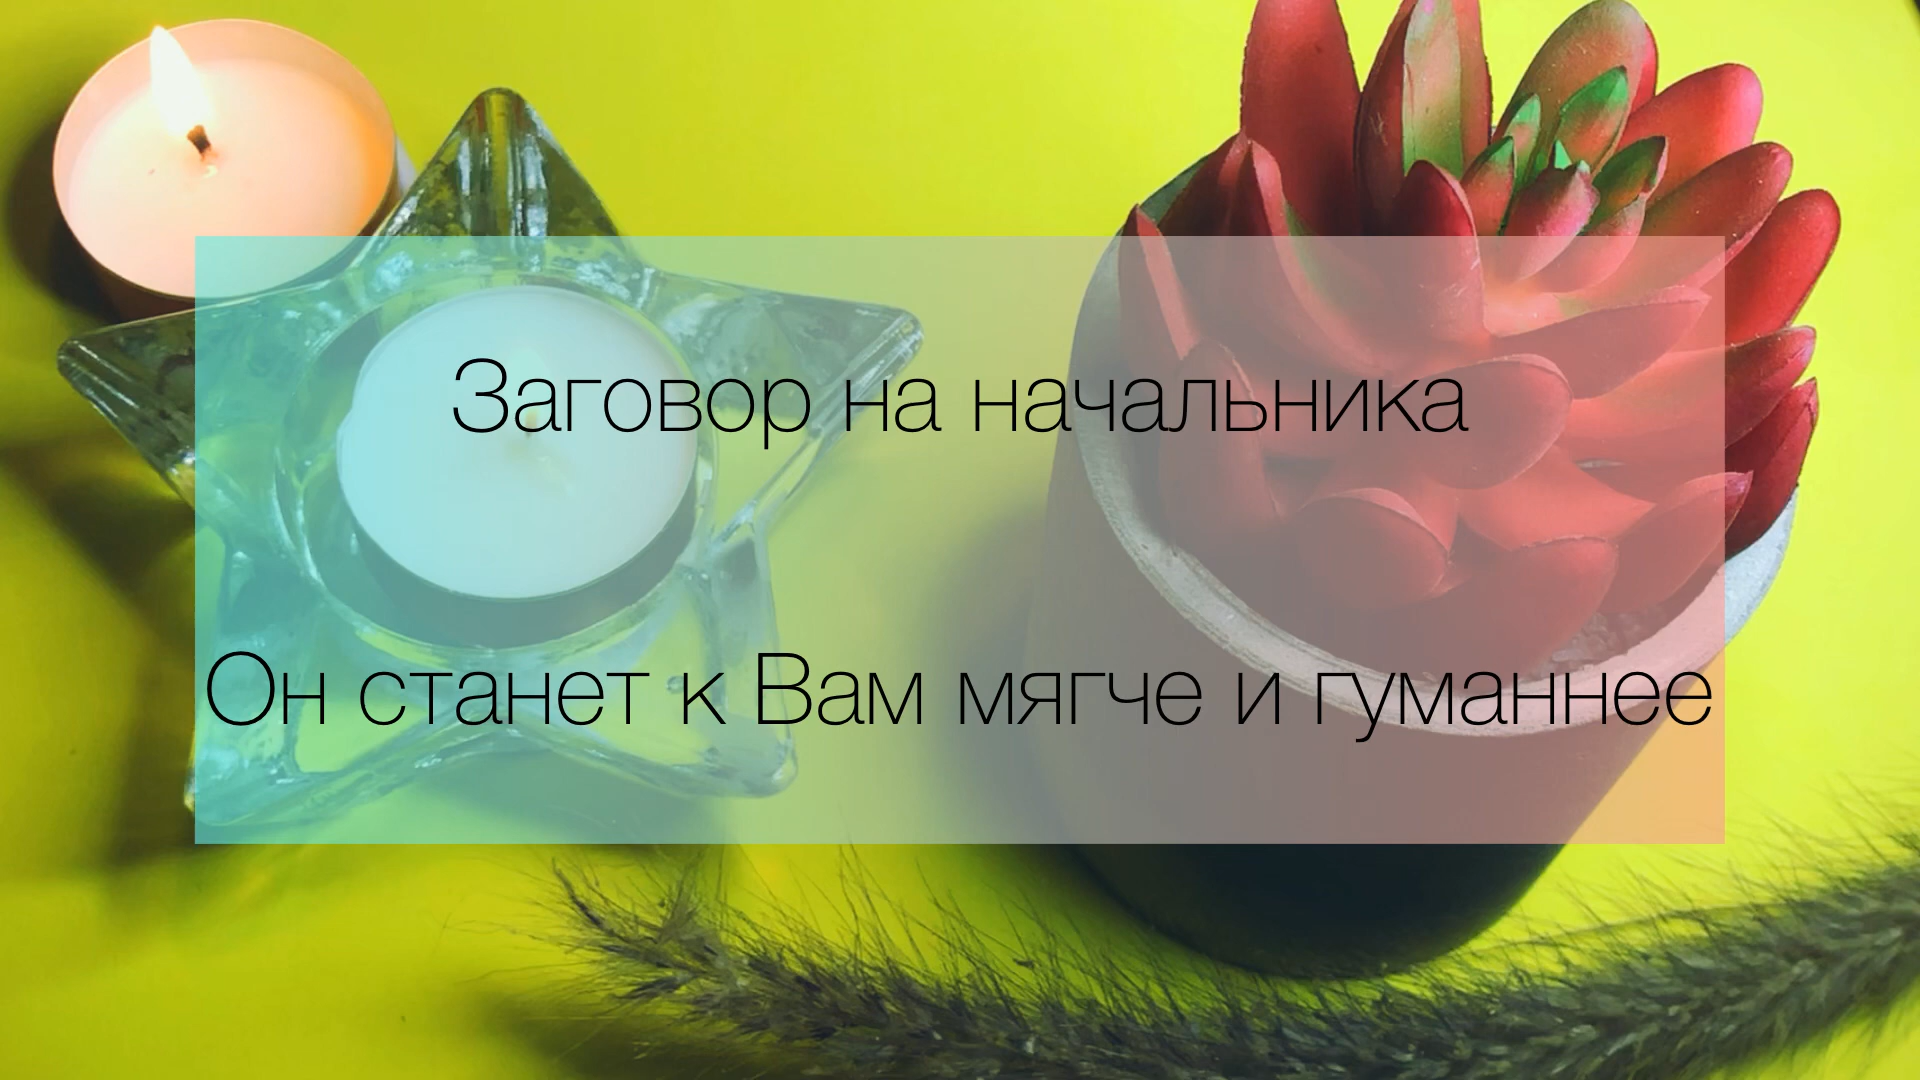 Заговор на начальника
Он станет к Вам мягче и гуманнее